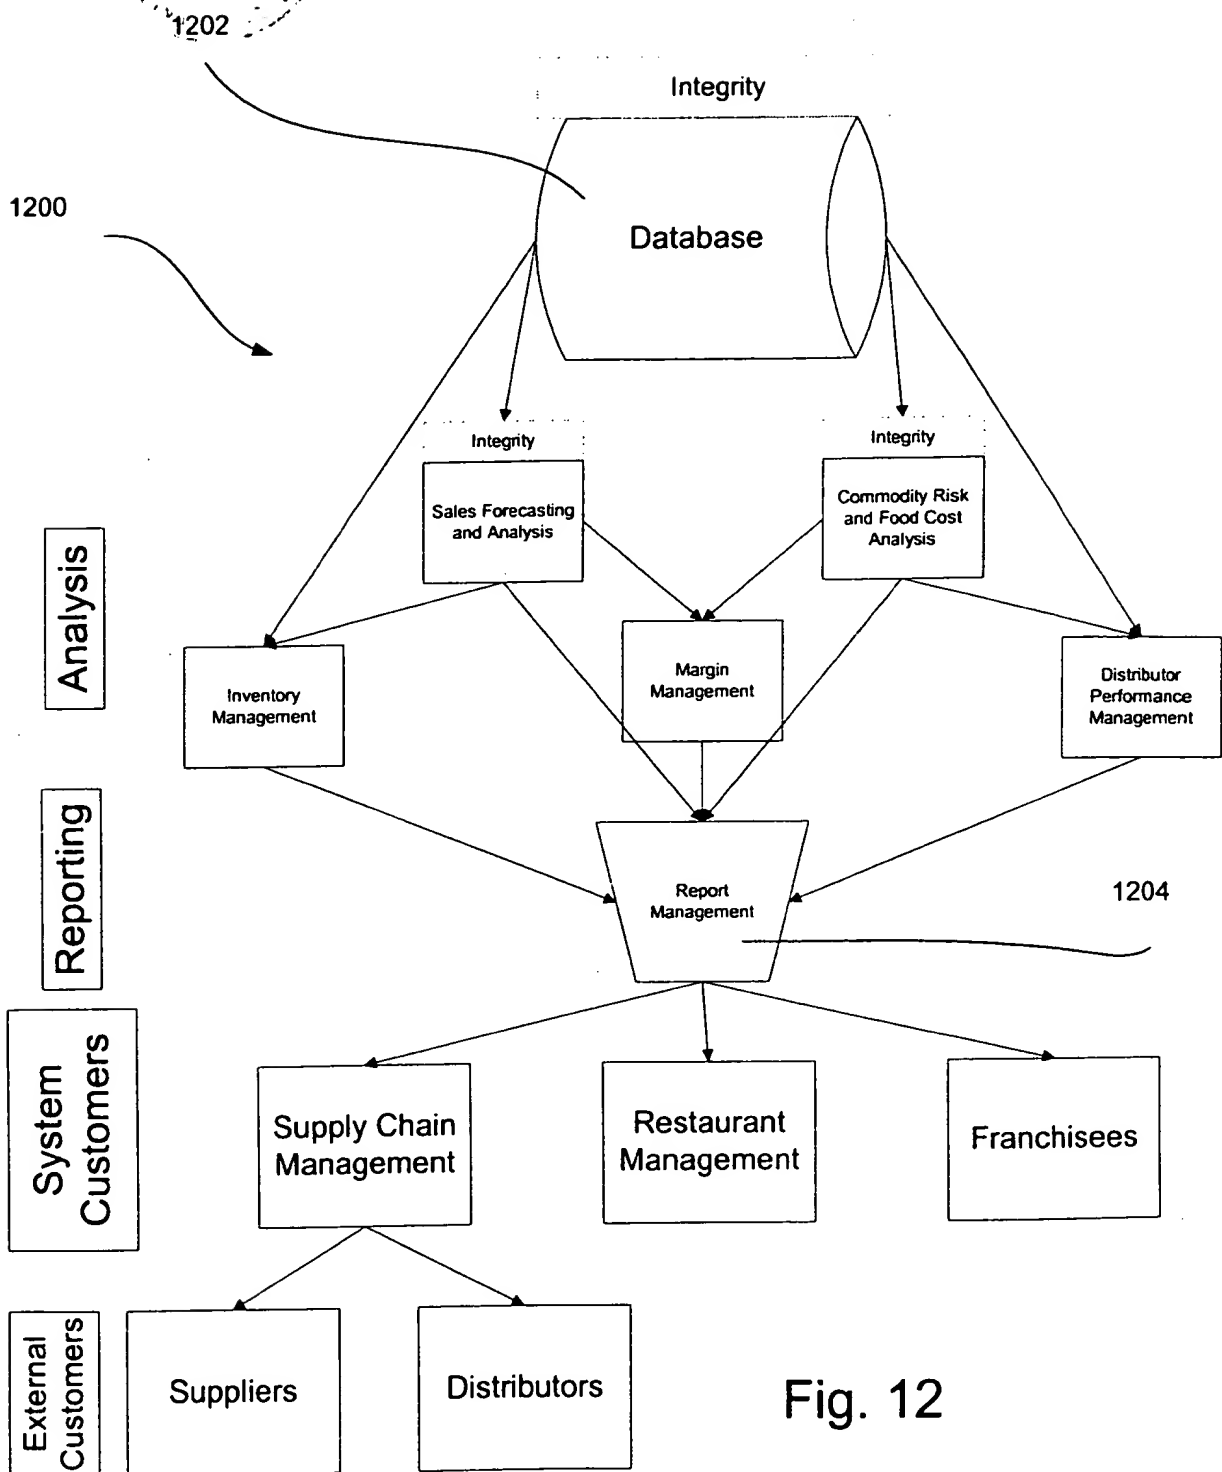 1202
Integrity
1200
Database
Integrity
Integrity
Sales Forecasting
and Analysis
Commodity Risk
and Food Cost
Analysis
Analysis
Inventory
Management
Margin
Management
Distributor
Performance
Management
Reporting
Report
Management
1204
System
Customers
Supply Chain
Management
Restaurant
Management
Franchisees
External
Customers
Suppliers
Distributors
Fig. 12